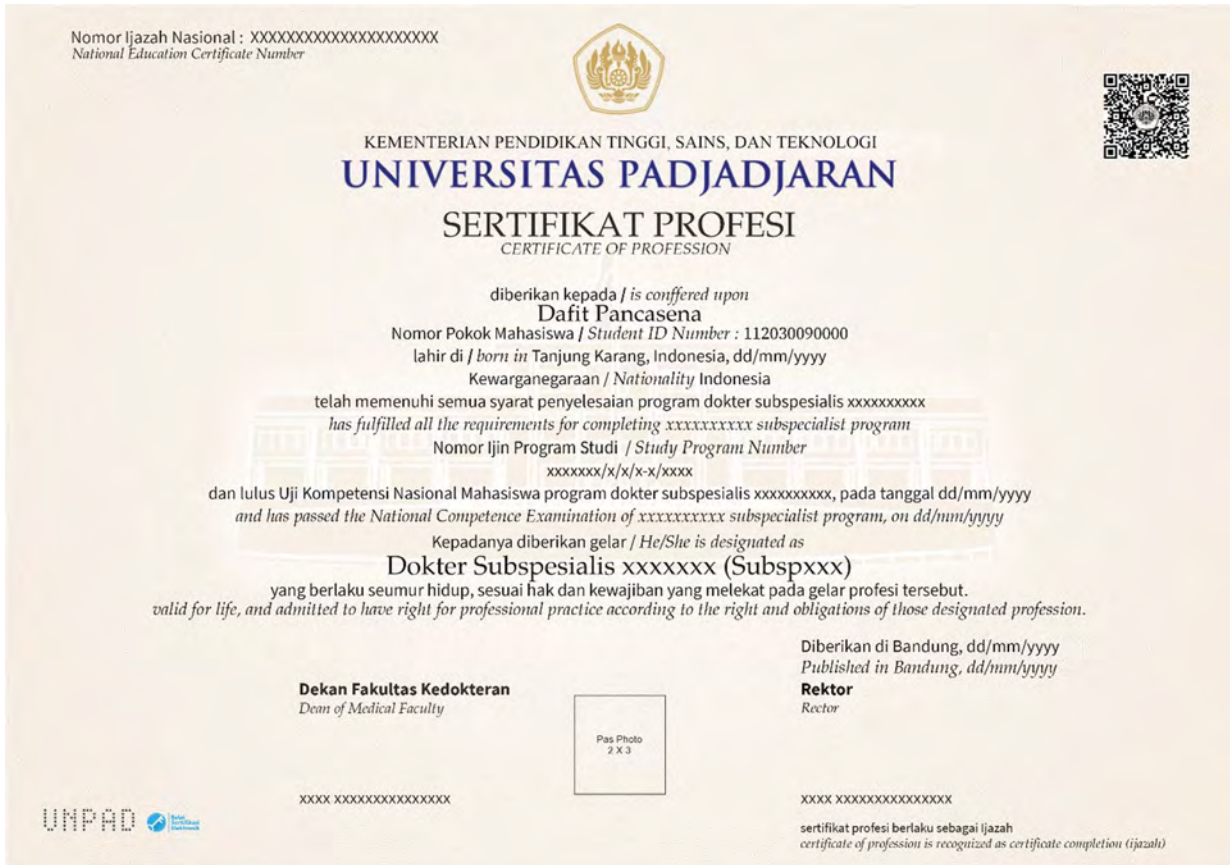 Nomor Ijazah Nasional : XXXXXXXXXXXXXXXXXXXXXX
National Education Certificate Number
KEMENTERIAN PENDIDIKAN TINGGI, SAINS, DAN TEKNOLOGI
UNIVERSITAS PADJADJARAN
SERTIFIKAT PROFESI
CERTIFICATE OF PROFESSION
diberikan kepada / is conffered upon
Dafit Pancasena
Nomor Pokok Mahasiswa / Student ID Number : 112030090000
lahir di / born in Tanjung Karang, Indonesia, dd/mm/yyyy
Kewarganegaraan / Nationality Indonesia
telah memenuhi semua syarat penyelesaian program dokter subspesialis xxxxxxxxxx
has fulfilled all the requirements for completing xxxxxxxxxx subspecialist program
Nomor Ijin Program Studi / Study Program Number
xxxxxxx/x/x/x-x/xxxx
dan lulus Uji Kompetensi Nasional Mahasiswa program dokter subspesialis xxxxxxxxxx, pada tanggal dd/mm/yyyy
and has passed the National Competence Examination of xxxxxxxxxx subspecialist program, on dd/mm/yyyy
Kepadanya diberikan gelar / He/She is designated as
Dokter Subspesialis xxxxxxx (Subspxxx)
yang berlaku seumur hidup, sesuai hak dan kewajiban yang melekat pada gelar profesi tersebut.
valid for life, and admitted to have right for professional practice according to the right and obligations of those designated profession.
Diberikan di Bandung, dd/mm/yyyy
Published in Bandung, dd/mm/yyyy
Dekan Fakultas Kedokteran
Dean of Medical Faculty
Rektor
Rector
Pas Photo
2 X 3
XXXX XXXXXXXXXXXXXXX
XXXX XXXXXXXXXXXXXXX
UNPAD
Balai
Sertifikasi
Elektronik
sertifikat profesi berlaku sebagai Ijazah
certificate of profession is recognized as certificate completion (ijazah)